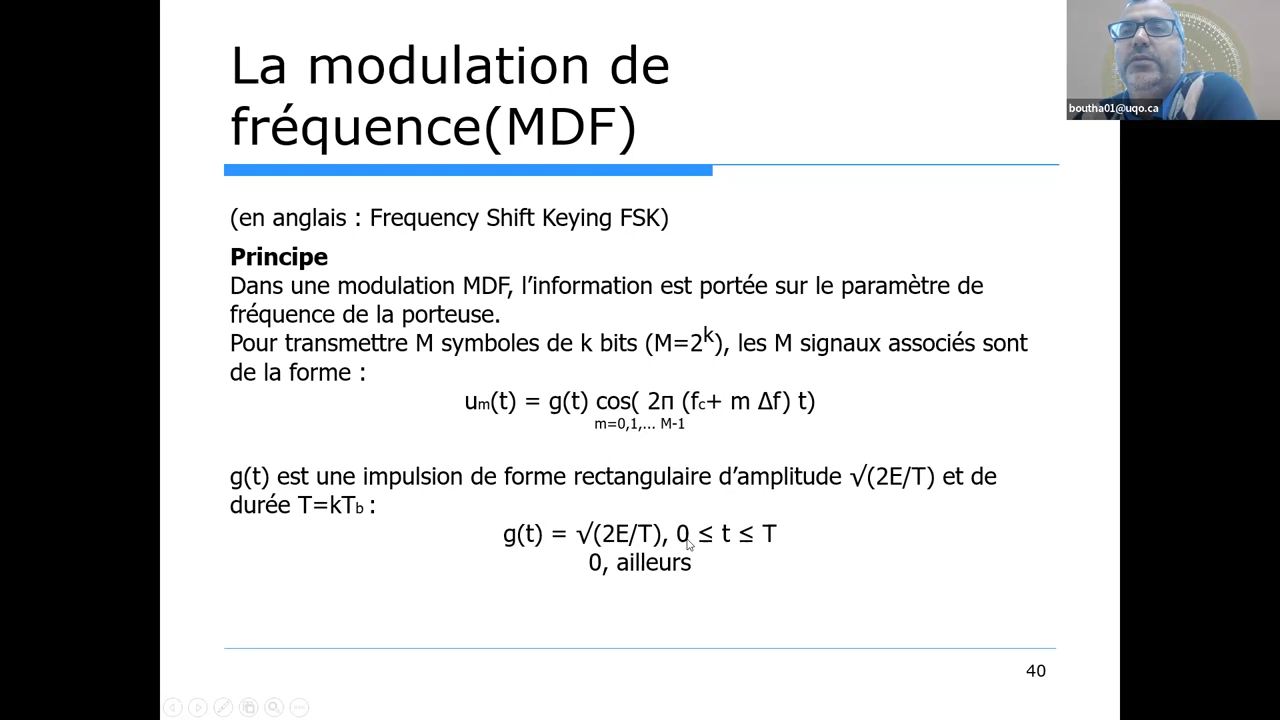 La modulation de
fréquence(MDF)
boutha01@uqo.ca
(en anglais : Frequency Shift Keying FSK)
Principe
Dans une modulation MDF, l’information est portée sur le paramètre de
fréquence de la porteuse.
Pour transmettre M symboles de k bits (M=2^k), les M signaux associés sont
de la forme :
um(t) = g(t) cos( 2π (fc+ m Δf) t)
m=0,1,... M-1
g(t) est une impulsion de forme rectangulaire d’amplitude √(2E/T) et de
durée T=kTb :
g(t) = √(2E/T), 0 ≤ t ≤ T
0, ailleurs
40